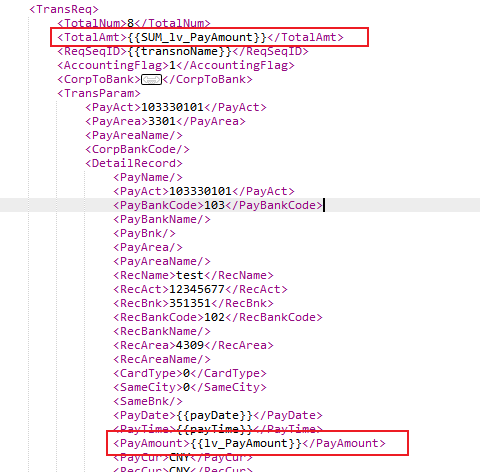 <TransReq>
<TotalNum>8</TotalNum>
<TotalAmt>{{SUM_lv_PayAmount}}</TotalAmt>
<ReqSeqID>{{transnoName}}</ReqSeqID>
<AccountingFlag>1</AccountingFlag>
<CorpToBank></CorpToBank>
<TransParam>
<PayAct>103330101</PayAct>
<PayArea>3301</PayArea>
<PayAreaName/>
<CorpBankCode/>
<DetailRecord>
<PayName/>
<PayAct>103330101</PayAct>
<PayBankCode>103</PayBankCode>
<PayBankName/>
<PayBnk/>
<PayArea/>
<PayAreaName/>
<RecName>test</RecName>
<RecAct>12345677</RecAct>
<RecBnk>351351</RecBnk>
<RecBankCode>102</RecBankCode>
<RecBankName/>
<RecArea>4309</RecArea>
<RecAreaName/>
<CardType>0</CardType>
<SameCity>0</SameCity>
<SameBnk/>
<PayDate>{{payDate}}</PayDate>
<PayTime>{{payTime}}</PayTime>
<PayAmount>{{lv_PayAmount}}</PayAmount>
<PayCur>CNY</PayCur>
<RecCur>CNY</RecCur>